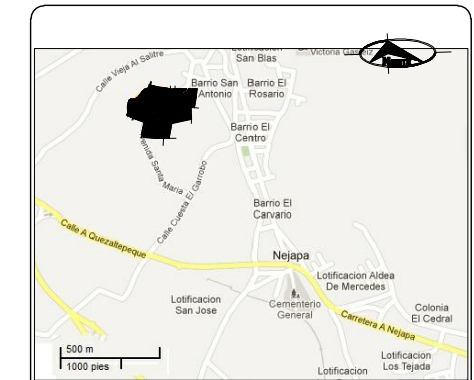 Lotificacion
San Blas
Victoria Gasteiz
Calle Vieja Al Salitre
Barrio San
Antonio
Barrio El
Rosario
Barrio El
Centro
Avenida Santa Maria
Calle Cuesta El Garrobo
Barrio El
Carvario
Calle A Quezaltepeque
Nejapa
Lotificacion Aldea
De Mercedes
Lotificacion
San Jose
Cementerio
General
Colonia
El Cedral
Carretera A Nejapa
500 m
1000 pies
Lotificacion
Los Tejada
Lotificacion